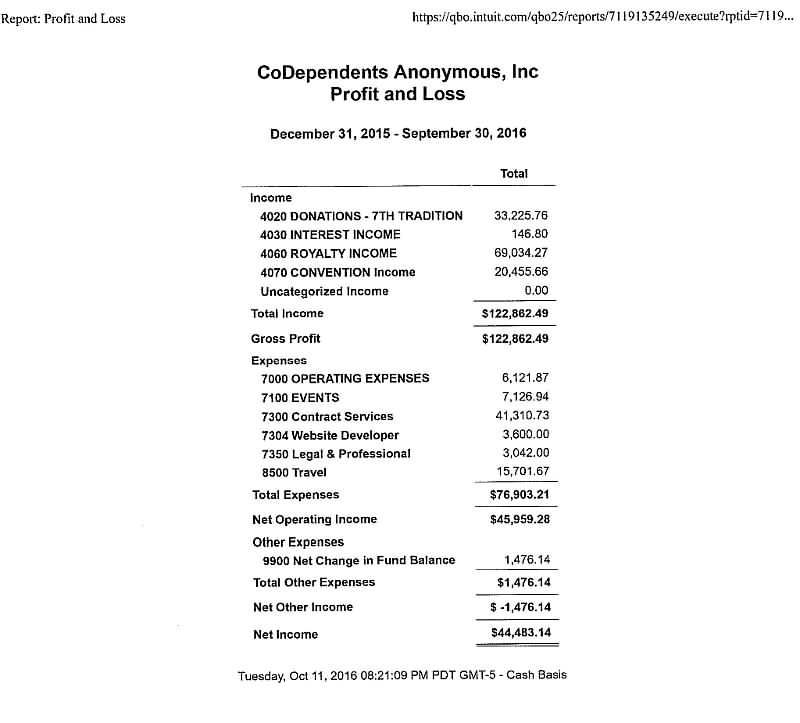 Report: Profit and Loss https://qbo.intuit.com/qbo25/reports/7119135249/execute?rptid=7119...
CoDependents Anonymous, Inc
Profit and Loss
December 31, 2015 - September 30, 2016
Total
Income
4020 DONATIONS - 7TH TRADITION 33,225.76
4030 INTEREST INCOME 146.80
4060 ROYALTY INCOME 69,034.27
4070 CONVENTION Income 20,455.66
Uncategorized Income 0.00
Total Income $122,862.49
Gross Profit $122,862.49
Expenses
7000 OPERATING EXPENSES 6,121.87
7100 EVENTS 7,126.94
7300 Contract Services 41,310.73
7304 Website Developer 3,600.00
7350 Legal & Professional 3,042.00
8500 Travel 15,701.67
Total Expenses $76,903.21
Net Operating Income $45,959.28
Other Expenses
9900 Net Change in Fund Balance 1,476.14
Total Other Expenses $1,476.14
Net Other Income $ -1,476.14
Net Income $44,483.14
Tuesday, Oct 11, 2016 08:21:09 PM PDT GMT-5 - Cash Basis